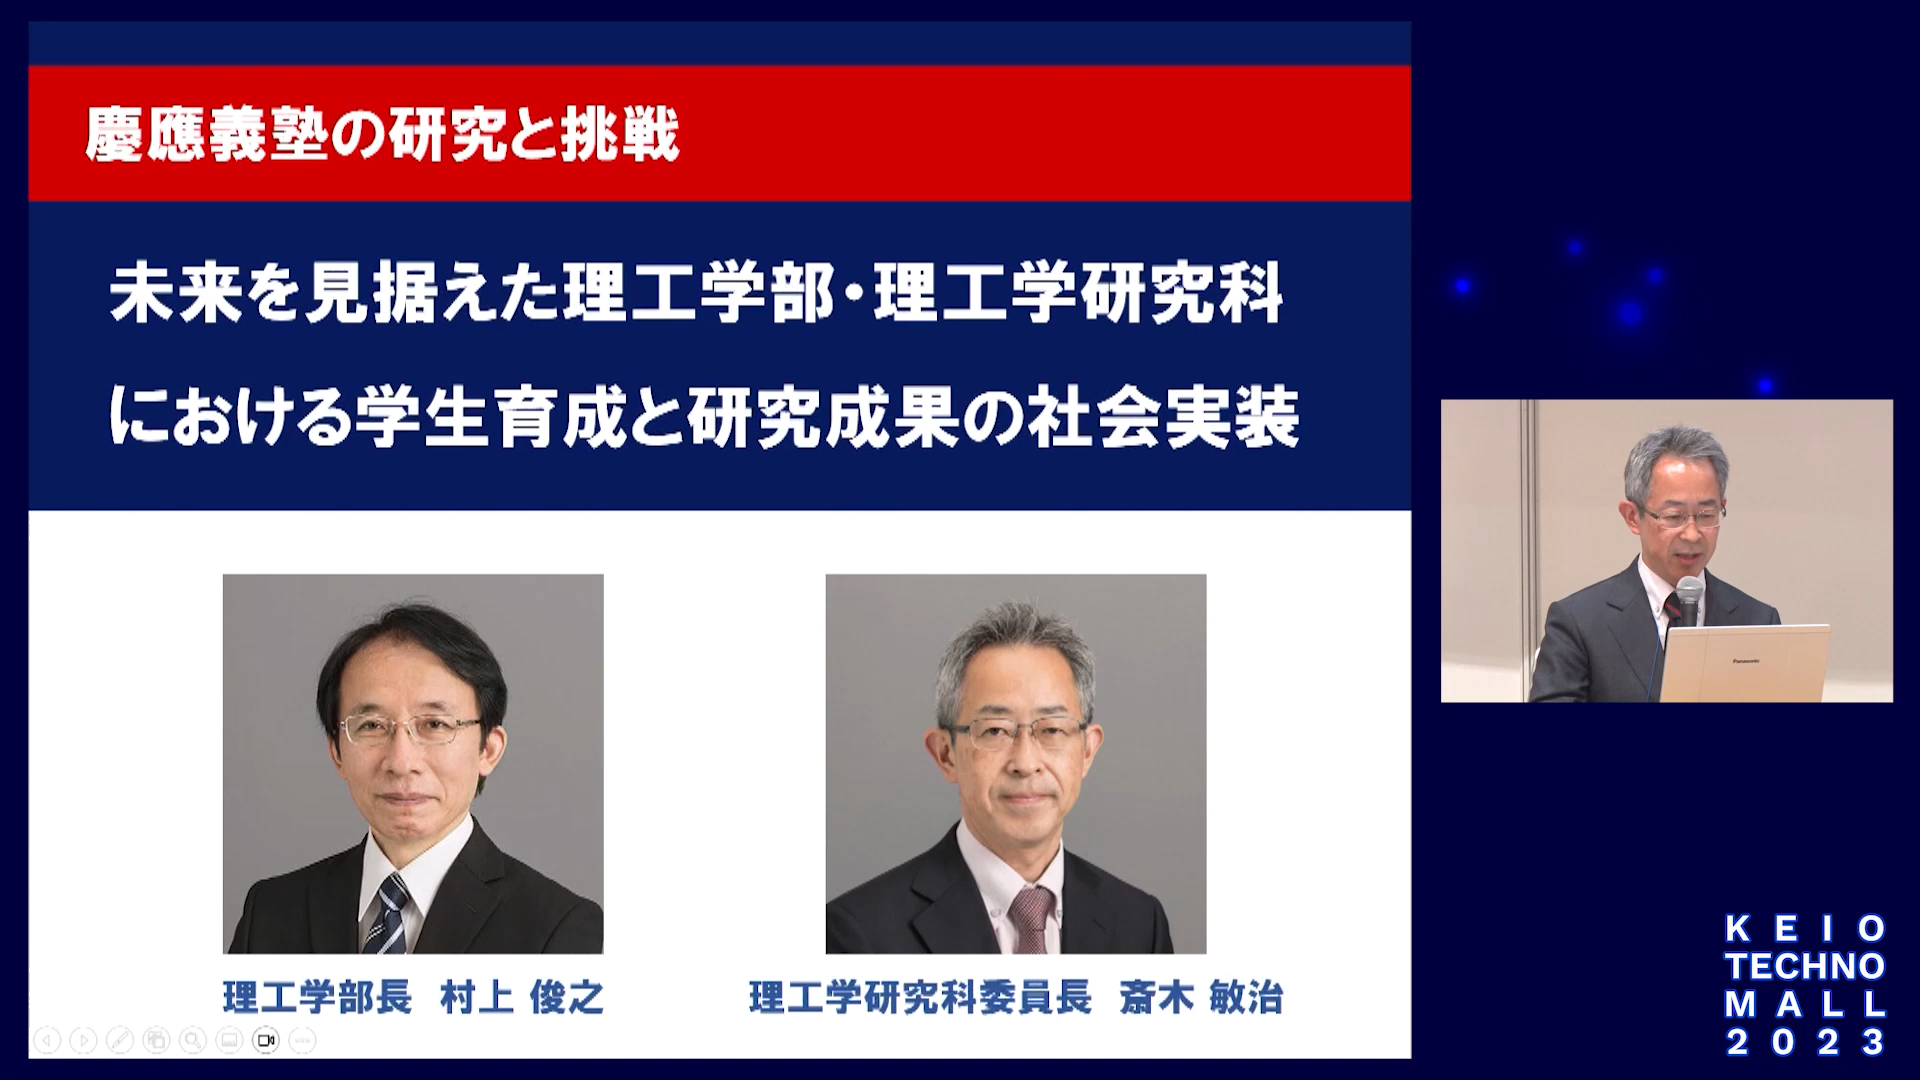 慶應義塾の研究と挑戦
未来を見据えた理工学部・理工学研究科
における学生育成と研究成果の社会実装
理工学部長 村上 俊之
理工学研究科委員長 斎木 敏治
Panasonic
KEIO
TECHNO
MALL
2023